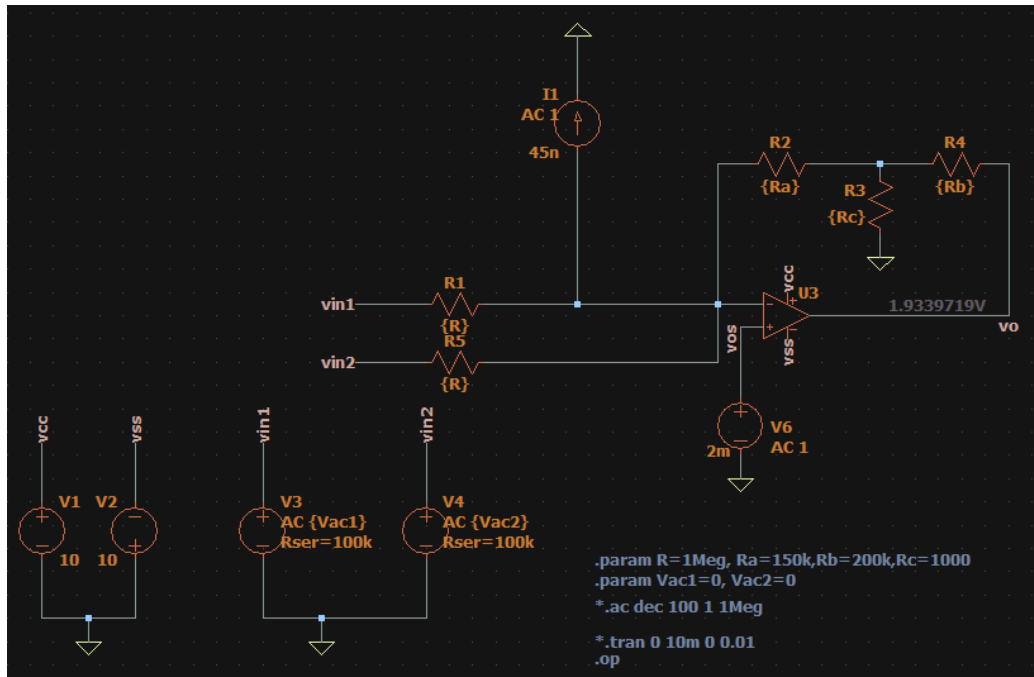 I1
AC 1
45n
R2
{Ra}
R4
{Rb}
R3
{Rc}
vcc
U3
vin1
R1
{R}
1.9339719V
vo
vos
vss
vin2
R5
{R}
V6
2m
AC 1
vcc
vss
vin1
vin2
V1
10
V2
10
V3
AC {Vac1}
Rser=100k
V4
AC {Vac2}
Rser=100k
.param R=1Meg, Ra=150k,Rb=200k,Rc=1000
.param Vac1=0, Vac2=0
*.ac dec 100 1 1Meg
*.tran 0 10m 0 0.01
.op